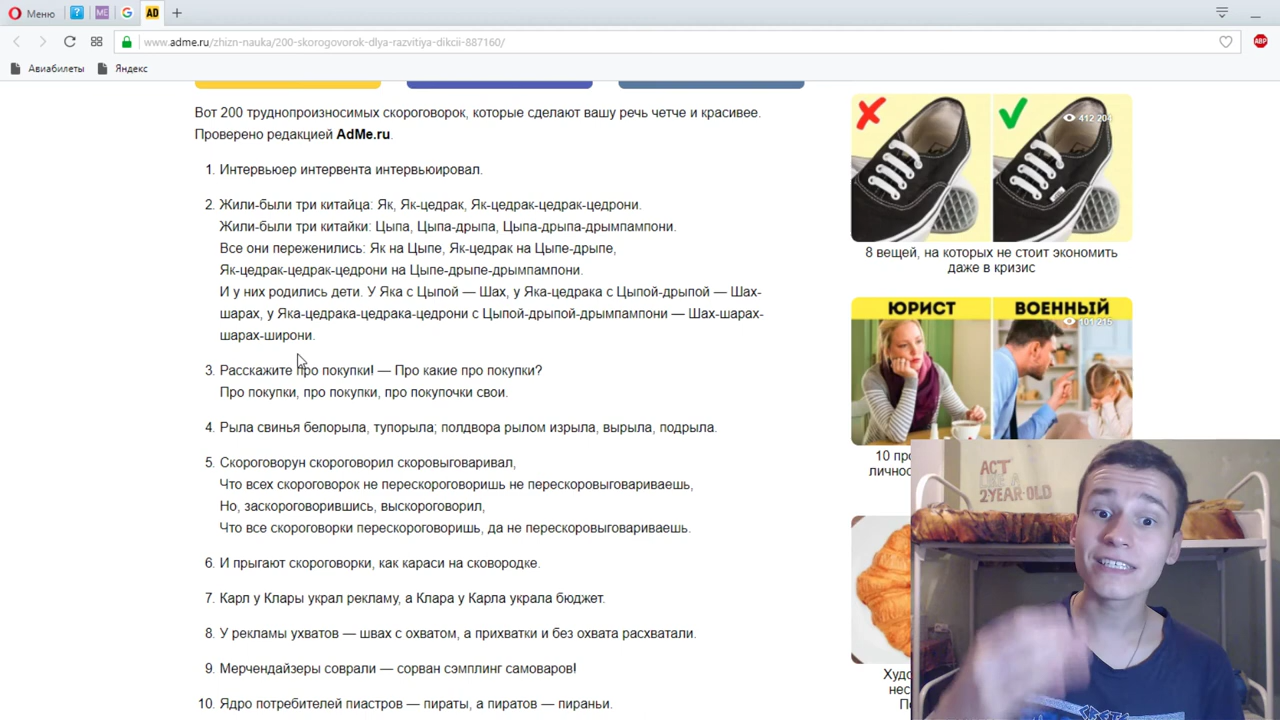 Меню
AD
www.adme.ru/zhizn-nauka/200-skorogovorok-dlya-razvitiya-dikcii-887160/
ABP
Авиабилеты
Яндекс
Вот 200 труднопроизносимых скороговорок, которые сделают вашу речь четче и красивее.
Проверено редакцией AdMe.ru.
1. Интервьюер интервента интервьюировал.
2. Жили-были три китайца: Як, Як-цедрак, Як-цедрак-цедрак-цедрони.
Жили-были три китайки: Цыпа, Цыпа-дрыпа, Цыпа-дрыпа-дрымпампони.
Все они переженились: Як на Цыпе, Як-цедрак на Цыпе-дрыпе,
Як-цедрак-цедрак-цедрони на Цыпе-дрыпе-дрымпампони.
И у них родились дети. У Яка с Цыпой — Шах, у Яка-цедрака с Цыпой-дрыпой — Шах-
шарах, у Яка-цедрака-цедрака-цедрони с Цыпой-дрыпой-дрымпампони — Шах-шарах-
шарах-широни.
3. Расскажите про покупки! — Про какие про покупки?
Про покупки, про покупки, про покупочки свои.
4. Рыла свинья белорыла, тупорыла; полдвора рылом изрыла, вырыла, подрыла.
5. Скороговорун скороговорил скоровыговаривал,
Что всех скороговорок не перескороговоришь не перескоровыговариваешь,
Но, заскороговорившись, выскороговорил,
Что все скороговорки перескороговоришь, да не перескоровыговариваешь.
6. И прыгают скороговорки, как караси на сковородке.
7. Карл у Клары украл рекламу, а Клара у Карла украла бюджет.
8. У рекламы ухватов — швах с охватом, а прихватки и без охвата расхватали.
9. Мерчендайзеры соврали — сорван сэмплинг самоваров!
10. Ядро потребителей пиастров — пираты, а пиратов — пираньи.
412 204
8 вещей, на которых не стоит экономить
даже в кризис
ЮРИСТ
ВОЕННЫЙ
101 215
10
ACT
LIKE A
2YEAR-OLD